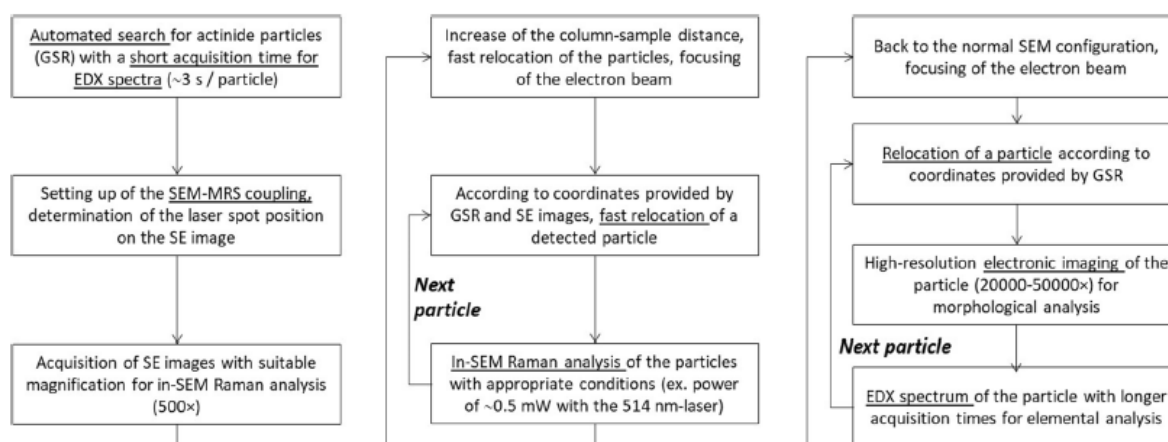 Automated search for actinide particles
(GSR) with a short acquisition time for
EDX spectra (~3 s / particle)
Setting up of the SEM-MRS coupling,
determination of the laser spot position
on the SE image
Acquisition of SE images with suitable
magnification for in-SEM Raman analysis
(500×)
Increase of the column-sample distance,
fast relocation of the particles, focusing
of the electron beam
According to coordinates provided by
GSR and SE images, fast relocation of a
detected particle
Next
particle
In-SEM Raman analysis of the particles
with appropriate conditions (ex. power
of ~0.5 mW with the 514 nm-laser)
Back to the normal SEM configuration,
focusing of the electron beam
Relocation of a particle according to
coordinates provided by GSR
High-resolution electronic imaging of the
particle (20000-50000×) for
morphological analysis
Next particle
EDX spectrum of the particle with longer
acquisition times for elemental analysis